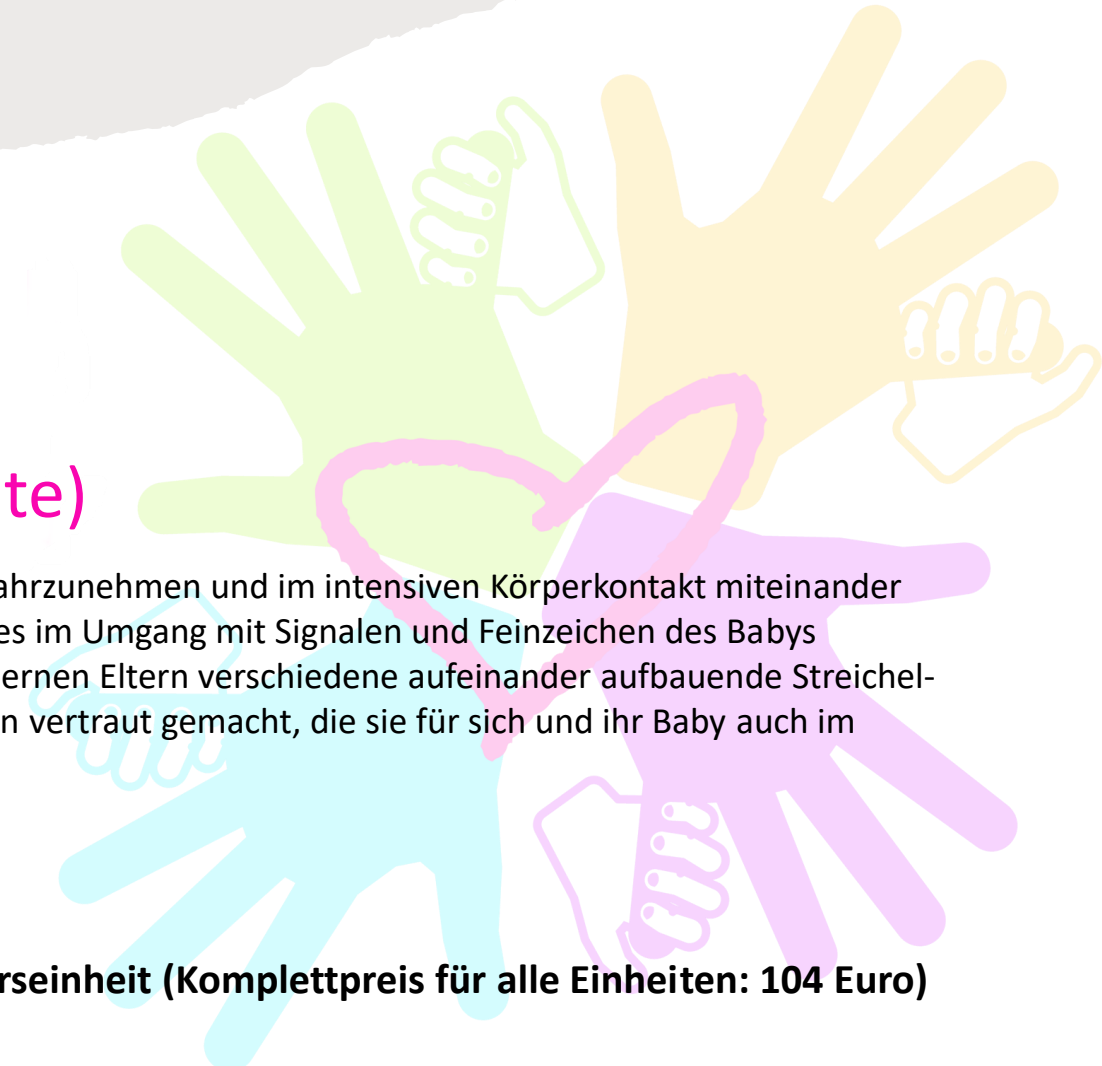 te)
ahrzunehmen und im intensiven Körperkontakt miteinander
es im Umgang mit Signalen und Feinzeichen des Babys
ernen Eltern verschiedene aufeinander aufbauende Streichel-
n vertraut gemacht, die sie für sich und ihr Baby auch im
rseinheit (Komplettpreis für alle Einheiten: 104 Euro)